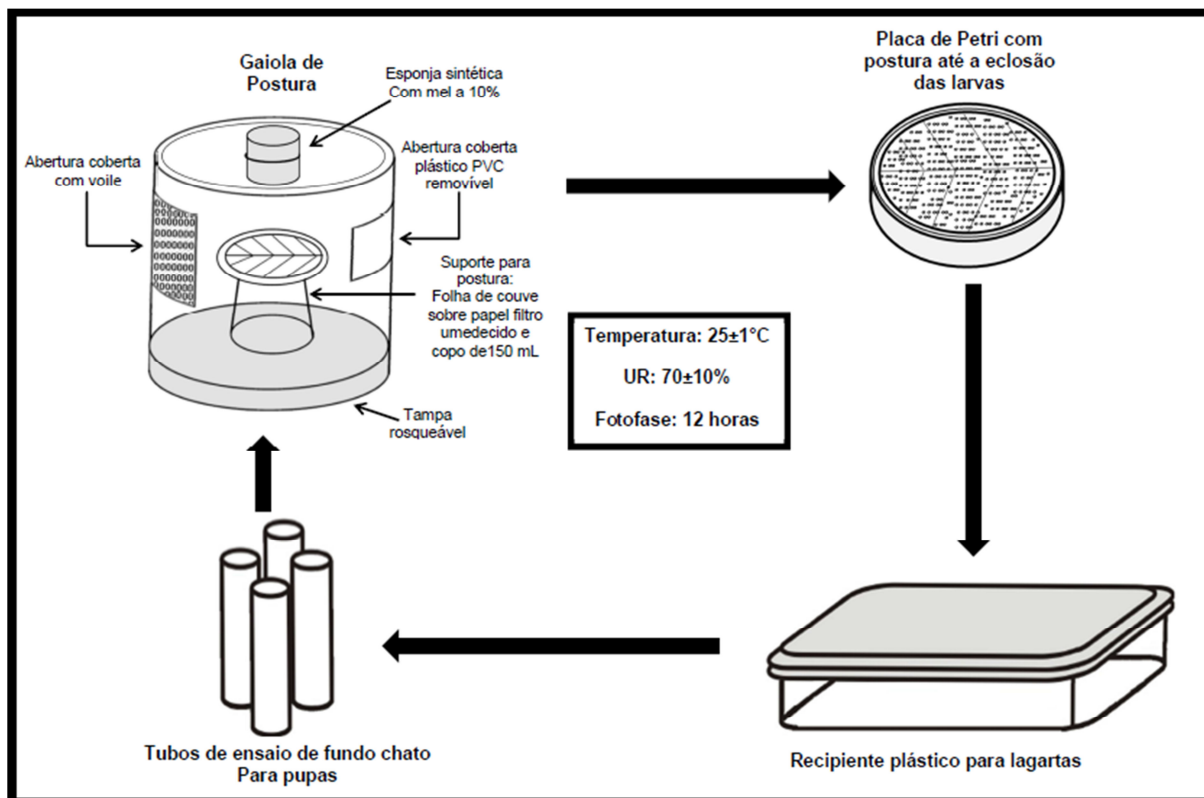 Gaiola de
Postura
Esponja sintética
Com mel a 10%
Abertura coberta
com voile
Abertura coberta
plástico PVC
removível
Suporte para
postura:
Folha de couve
sobre papel filtro
umedecido e
copo de150 mL
Tampa
rosqueável
Placa de Petri com
postura até a eclosão
das larvas
Temperatura: 25±1°C
UR: 70±10%
Fotofase: 12 horas
Tubos de ensaio de fundo chato
Para pupas
Recipiente plástico para lagartas